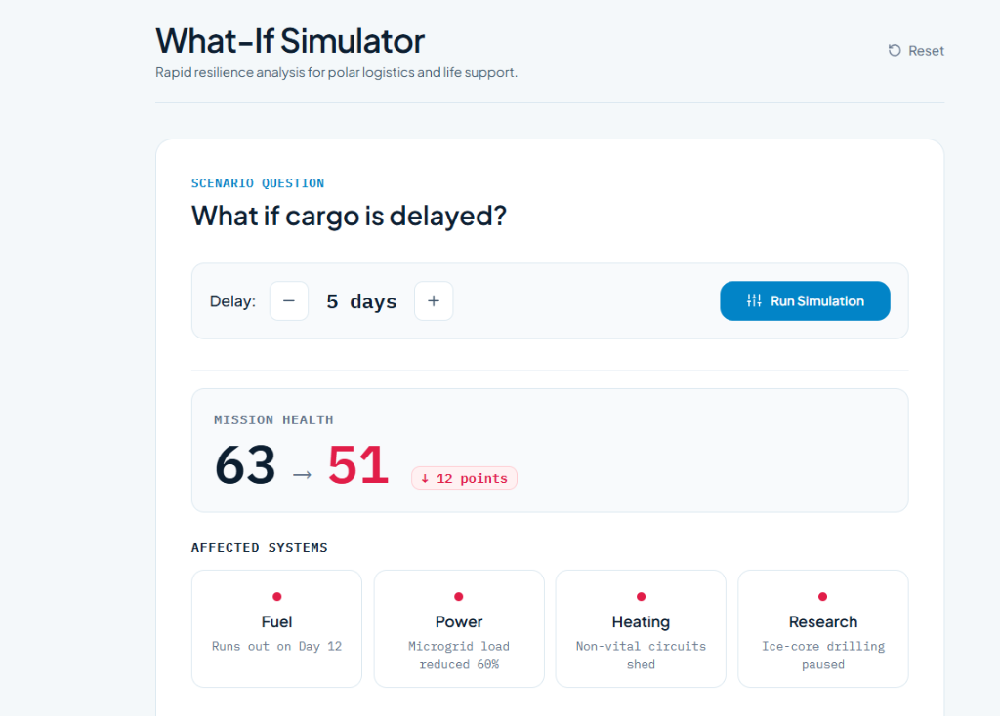 What-If Simulator
Reset
Rapid resilience analysis for polar logistics and life support.
SCENARIO QUESTION
What if cargo is delayed?
Delay: − 5 days +
Run Simulation
MISSION HEALTH
63 → 51 ↓ 12 points
AFFECTED SYSTEMS
Fuel
Runs out on Day 12
Power
Microgrid load
reduced 60%
Heating
Non-vital circuits
shed
Research
Ice-core drilling
paused